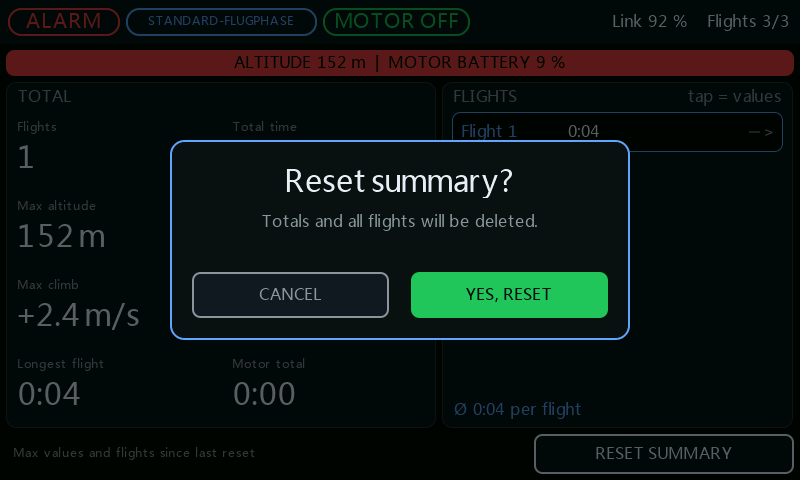 ALARM
STANDARD-FLUGPHASE
MOTOR OFF
Link 92 %
Flights 3/3
ALTITUDE 152 m | MOTOR BATTERY 9 %
TOTAL
Flights
Total time
1
Max altitude
152 m
Max climb
+2.4 m/s
Longest flight
Motor total
0:04
0:00
FLIGHTS
tap = values
Flight 1
0:04
— >
Reset summary?
Totals and all flights will be deleted.
CANCEL
YES, RESET
Ø 0:04 per flight
Max values and flights since last reset
RESET SUMMARY